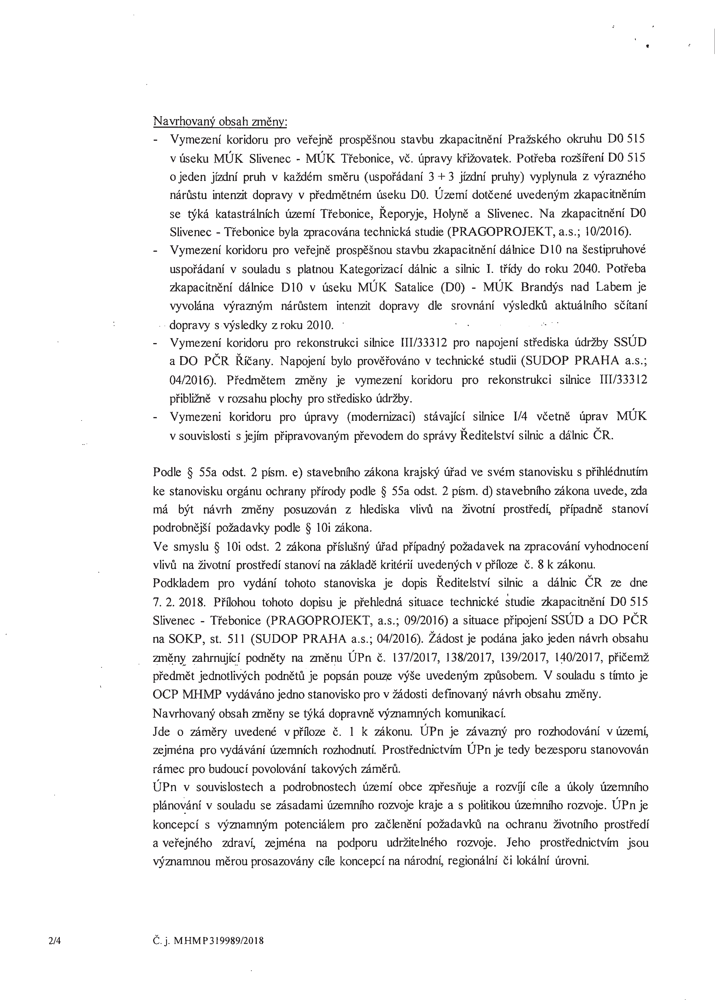 Navrhovaný obsah změny:
- Vymezení koridoru pro veřejně prospěšnou stavbu zkapacitnění Pražského okruhu D0 515
v úseku MÚK Slivenec - MÚK Třebonice, vč. úpravy křižovatek. Potřeba rozšíření D0 515
o jeden jízdní pruh v každém směru (uspořádaní 3 + 3 jízdní pruhy) vyplynula z výrazného
nárůstu intenzit dopravy v předmětném úseku D0. Území dotčené uvedeným zkapacitněním
se týká katastrálních území Třebonice, Řeporyje, Holyně a Slivenec. Na zkapacitnění D0
Slivenec - Třebonice byla zpracována technická studie (PRAGOPROJEKT, a.s.; 10/2016).
- Vymezení koridoru pro veřejně prospěšnou stavbu zkapacitnění dálnice D10 na šestipruhové
uspořádaní v souladu s platnou Kategorizací dálnic a silnic I. třídy do roku 2040. Potřeba
zkapacitnění dálnice D10 v úseku MÚK Satalice (D0) - MÚK Brandýs nad Labem je
vyvolána výrazným nárůstem intenzit dopravy dle srovnání výsledků aktuálního sčítaní
dopravy s výsledky z roku 2010.
- Vymezení koridoru pro rekonstrukci silnice III/33312 pro napojení střediska údržby SSÚD
a DO PČR Říčany. Napojení bylo prověřováno v technické studii (SUDOP PRAHA a.s.;
04/2016). Předmětem změny je vymezení koridoru pro rekonstrukci silnice III/33312
přibližně v rozsahu plochy pro středisko údržby.
- Vymezeni koridoru pro úpravy (modernizaci) stávající silnice I/4 včetně úprav MÚK
v souvislosti s jejím připravovaným převodem do správy Ředitelství silnic a dálnic ČR.
Podle § 55a odst. 2 písm. e) stavebního zákona krajský úřad ve svém stanovisku s přihlédnutím
ke stanovisku orgánu ochrany přírody podle § 55a odst. 2 písm. d) stavebního zákona uvede, zda
má být návrh změny posuzován z hlediska vlivů na životní prostředí, případně stanoví
podrobnější požadavky podle § 10i zákona.
Ve smyslu § 10i odst. 2 zákona příslušný úřad případný požadavek na zpracování vyhodnocení
vlivů na životní prostředí stanoví na základě kritérií uvedených v příloze č. 8 k zákonu.
Podkladem pro vydání tohoto stanoviska je dopis Ředitelství silnic a dálnic ČR ze dne
7. 2. 2018. Přílohou tohoto dopisu je přehledná situace technické studie zkapacitnění D0 515
Slivenec - Třebonice (PRAGOPROJEKT, a.s.; 09/2016) a situace připojení SSÚD a DO PČR
na SOKP, st. 511 (SUDOP PRAHA a.s.; 04/2016). Žádost je podána jako jeden návrh obsahu
změny zahrnující podněty na změnu ÚPn č. 137/2017, 138/2017, 139/2017, 140/2017, přičemž
předmět jednotlivých podnětů je popsán pouze výše uvedeným způsobem. V souladu s tímto je
OCP MHMP vydáváno jedno stanovisko pro v žádosti definovaný návrh obsahu změny.
Navrhovaný obsah změny se týká dopravně významných komunikací.
Jde o záměry uvedené v příloze č. 1 k zákonu. ÚPn je závazný pro rozhodování v území,
zejména pro vydávání územních rozhodnutí. Prostřednictvím ÚPn je tedy bezesporu stanovován
rámec pro budoucí povolování takových záměrů.
ÚPn v souvislostech a podrobnostech území obce zpřesňuje a rozvíjí cíle a úkoly územního
plánování v souladu se zásadami územního rozvoje kraje a s politikou územního rozvoje. ÚPn je
koncepcí s významným potenciálem pro začlenění požadavků na ochranu životního prostředí
a veřejného zdraví, zejména na podporu udržitelného rozvoje. Jeho prostřednictvím jsou
významnou měrou prosazovány cíle koncepcí na národní, regionální či lokální úrovni.
2/4 Č. j. MHMP319989/2018